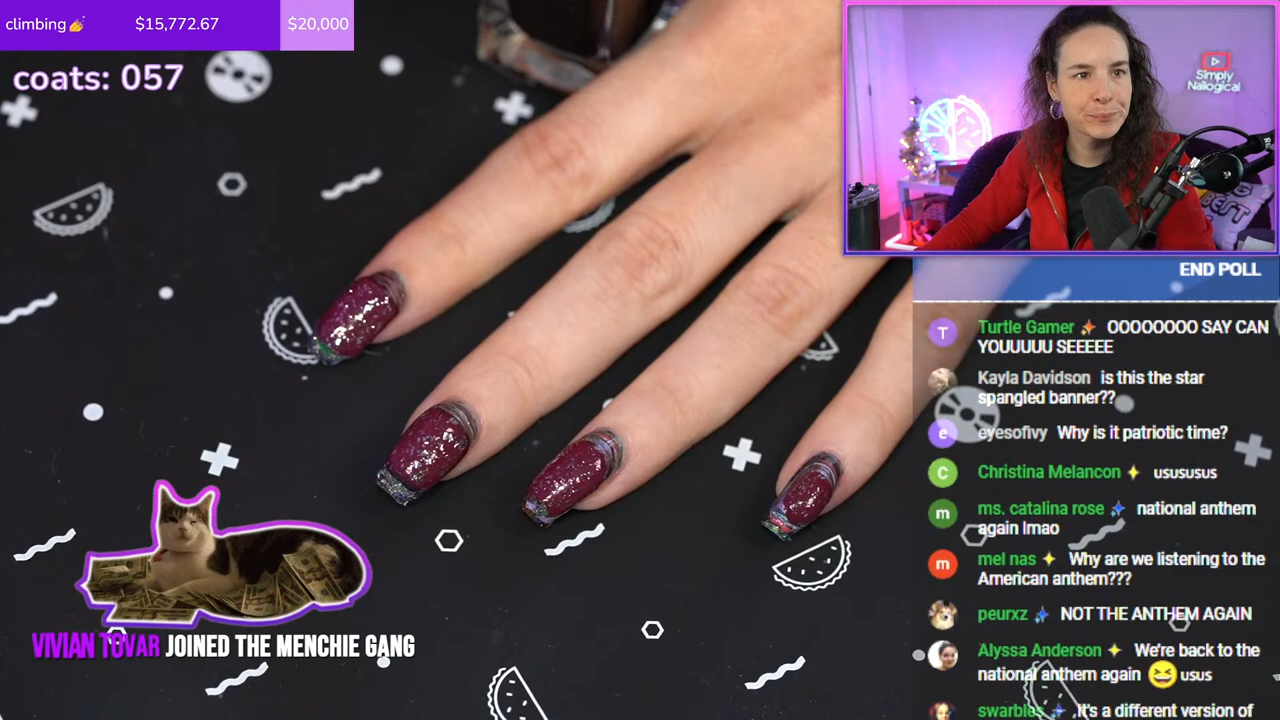 climbing💅 $15,772.67 $20,000
coats: 057
Simply
Nailogical
BEST
END POLL
Turtle Gamer OOOOOOOO SAY CAN
YOUUUUU SEEEEE
Kayla Davidson is this the star
spangled banner??
eyesofivy Why is it patriotic time?
Christina Melancon ususususus
ms. catalina rose national anthem
again lmao
mel nas Why are we listening to the
American anthem???
peurxz NOT THE ANTHEM AGAIN
Alyssa Anderson We're back to the
national anthem again 😆 usus
swarbles It's a different version of
VIVIAN TOVAR JOINED THE MENCHIE GANG